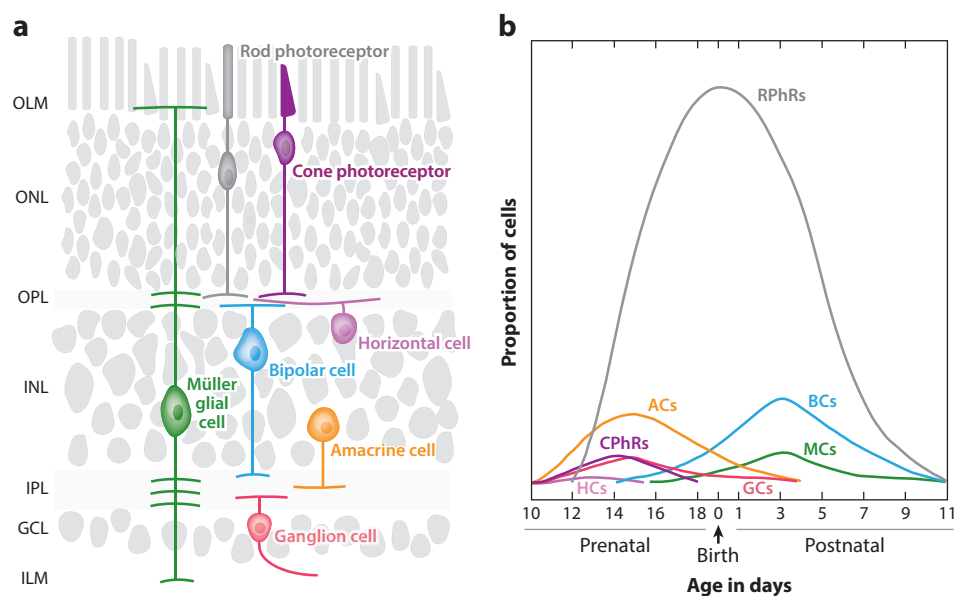 a
Rod photoreceptor
OLM
Cone photoreceptor
ONL
OPL
Horizontal cell
Bipolar cell
INL
Müller
glial
cell
Amacrine cell
IPL
GCL
Ganglion cell
ILM
b
RPhRs
Proportion of cells
ACs
BCs
CPhRs
MCs
HCs
GCs
10 12 14 16 18 0 1 3 5 7 9 11
Prenatal
Birth
Postnatal
Age in days